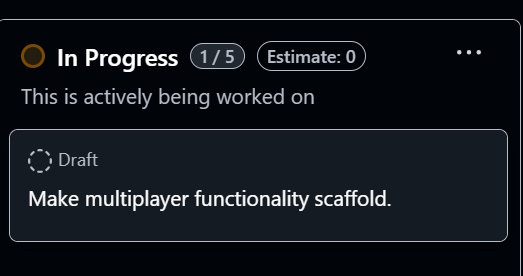 In Progress 1 / 5 Estimate: 0
This is actively being worked on
Draft
Make multiplayer functionality scaffold.